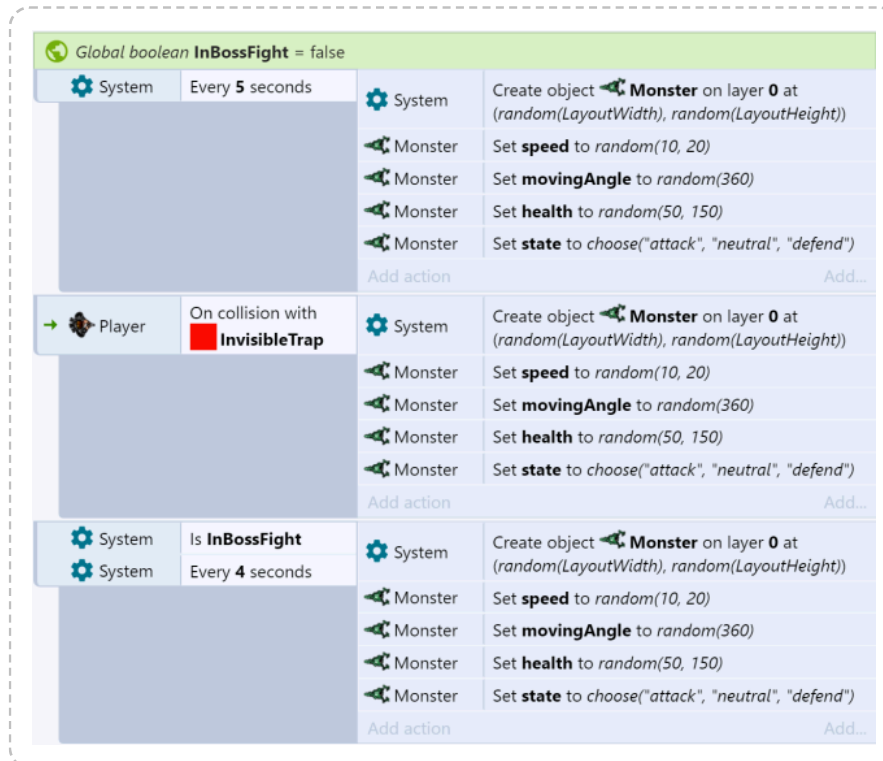 Global boolean InBossFight = false
System Every 5 seconds System Create object Monster on layer 0 at
(random(LayoutWidth), random(LayoutHeight))
Monster Set speed to random(10, 20)
Monster Set movingAngle to random(360)
Monster Set health to random(50, 150)
Monster Set state to choose("attack", "neutral", "defend")
Add action Add...
Player On collision with InvisibleTrap System Create object Monster on layer 0 at
(random(LayoutWidth), random(LayoutHeight))
Monster Set speed to random(10, 20)
Monster Set movingAngle to random(360)
Monster Set health to random(50, 150)
Monster Set state to choose("attack", "neutral", "defend")
Add action Add...
System Is InBossFight System Create object Monster on layer 0 at
System Every 4 seconds (random(LayoutWidth), random(LayoutHeight))
Monster Set speed to random(10, 20)
Monster Set movingAngle to random(360)
Monster Set health to random(50, 150)
Monster Set state to choose("attack", "neutral", "defend")
Add action Add...